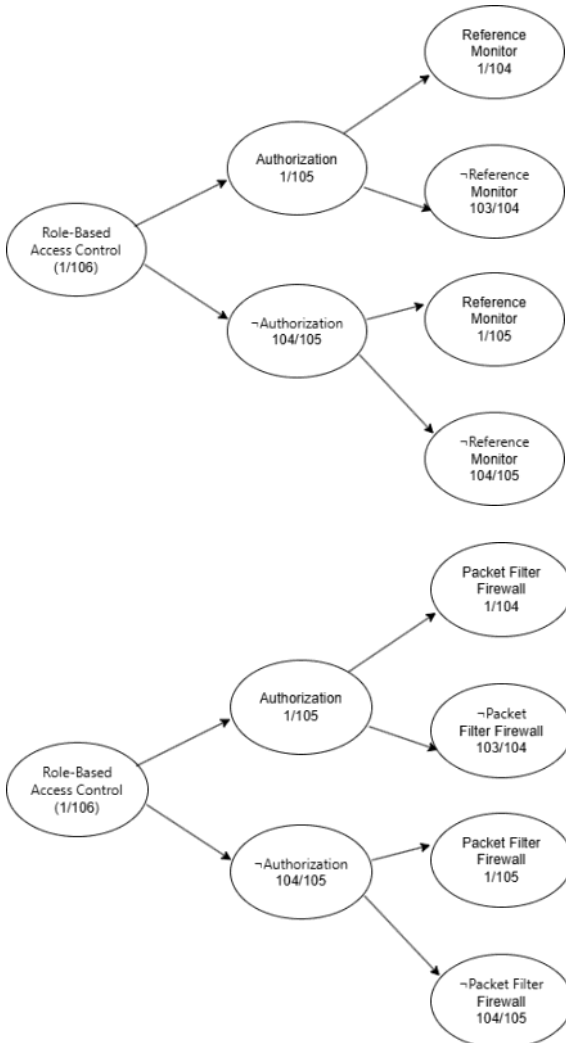 Reference
Monitor
1/104
Authorization
1/105
¬Reference
Monitor
103/104
Role-Based
Access Control
(1/106)
Reference
Monitor
1/105
¬Authorization
104/105
¬Reference
Monitor
104/105
Packet Filter
Firewall
1/104
Authorization
1/105
¬Packet
Filter Firewall
103/104
Role-Based
Access Control
(1/106)
Packet Filter
Firewall
1/105
¬Authorization
104/105
¬Packet Filter
Firewall
104/105